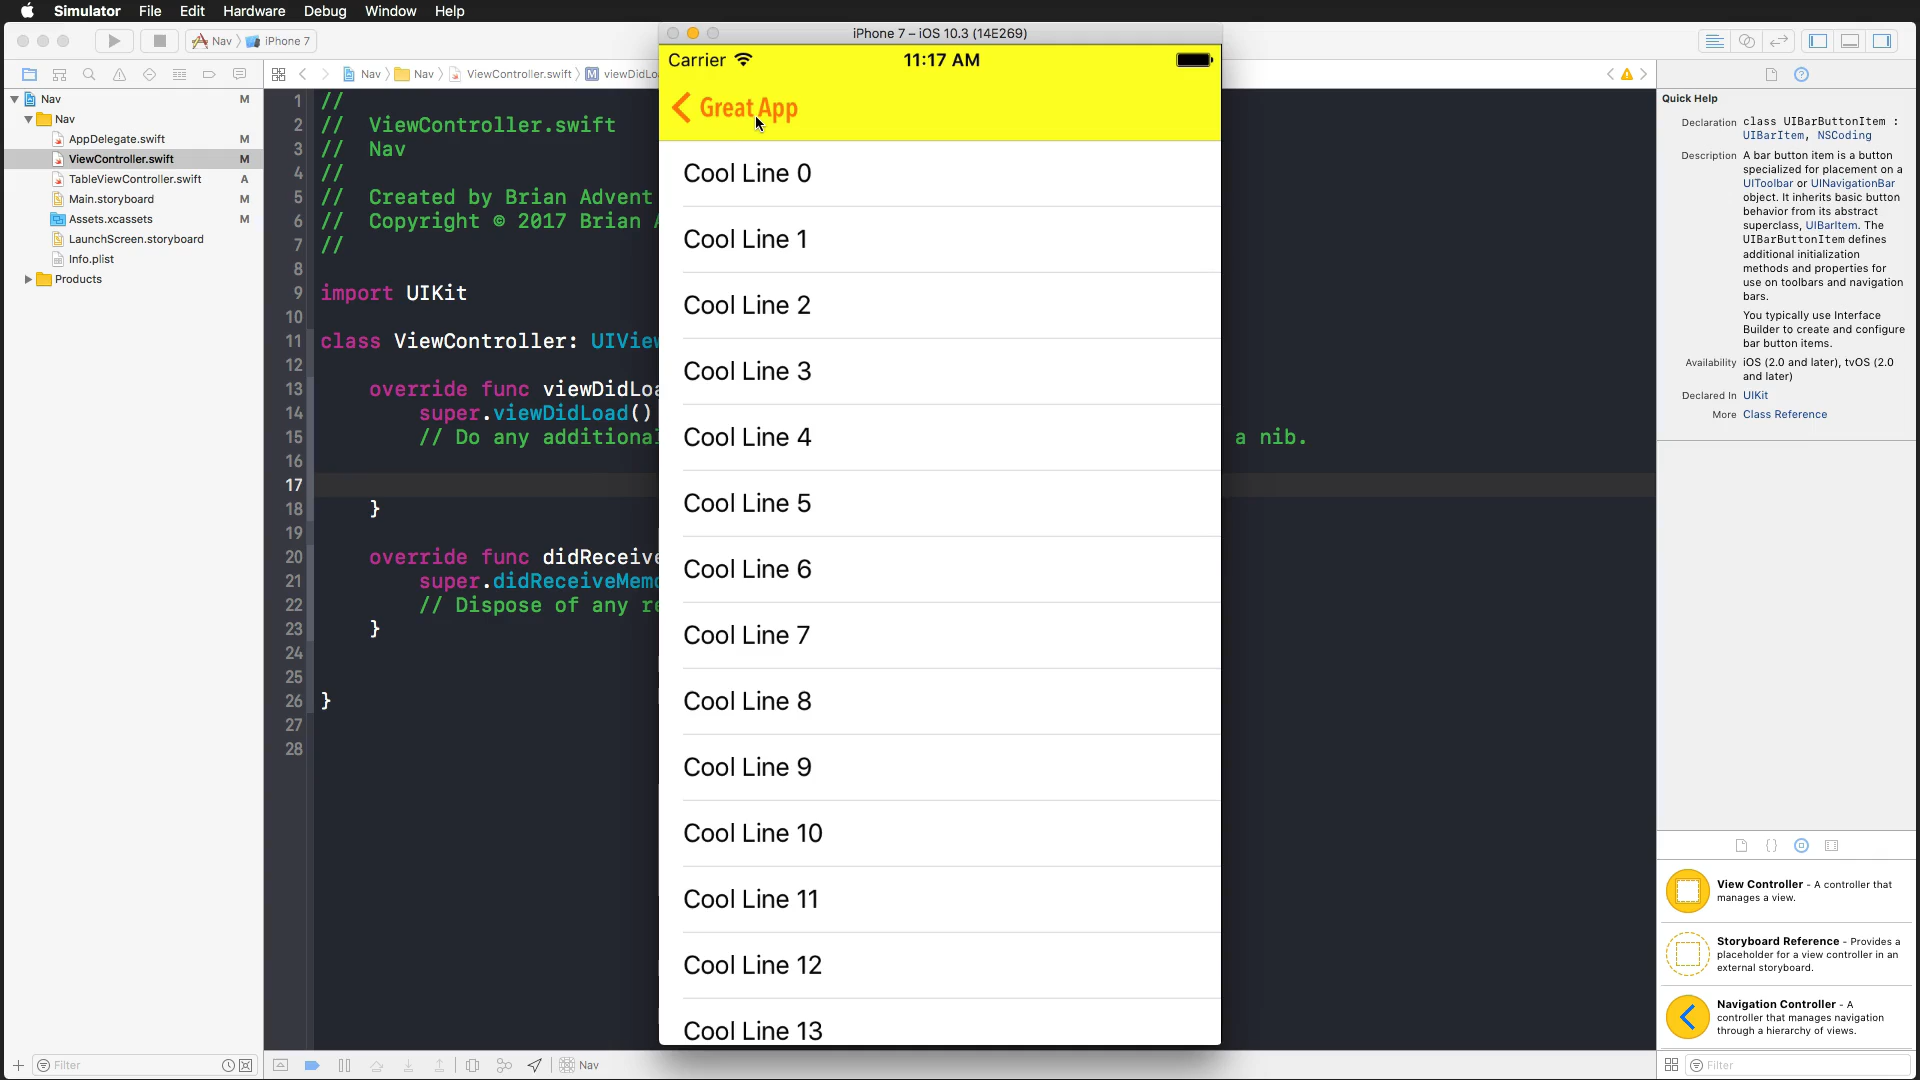 Simulator File Edit Hardware Debug Window Help
Nav iPhone 7
iPhone 7 – iOS 10.3 (14E269)
Nav Nav ViewController.swift M viewDidLo
Nav M
Nav
AppDelegate.swift M
ViewController.swift M
TableViewController.swift A
Main.storyboard M
Assets.xcassets M
LaunchScreen.storyboard
Info.plist
Products
Filter
1 //
2 //  ViewController.swift
3 //  Nav
4 //
5 //  Created by Brian Advent
6 //  Copyright © 2017 Brian A
7 //
8
9 import UIKit
10
11 class ViewController: UIView
12
13 override func viewDidLoa
14 super.viewDidLoad()
15 // Do any additional a nib.
16
17
18 }
19
20 override func didReceive
21 super.didReceiveMemo
22 // Dispose of any re
23 }
24
25
26 }
27
28
Nav
Carrier 11:17 AM
Great App
Cool Line 0
Cool Line 1
Cool Line 2
Cool Line 3
Cool Line 4
Cool Line 5
Cool Line 6
Cool Line 7
Cool Line 8
Cool Line 9
Cool Line 10
Cool Line 11
Cool Line 12
Cool Line 13
Quick Help
Declaration class UIBarButtonItem :
UIBarItem, NSCoding
Description A bar button item is a button
specialized for placement on a
UIToolbar or UINavigationBar
object. It inherits basic button
behavior from its abstract
superclass, UIBarItem. The
UIBarButtonItem defines
additional initialization
methods and properties for
use on toolbars and navigation
bars.
You typically use Interface
Builder to create and configure
bar button items.
Availability iOS (2.0 and later), tvOS (2.0
and later)
Declared In UIKit
More Class Reference
{}
View Controller - A controller that
manages a view.
Storyboard Reference - Provides a
placeholder for a view controller in an
external storyboard.
Navigation Controller - A
controller that manages navigation
through a hierarchy of views.
Filter